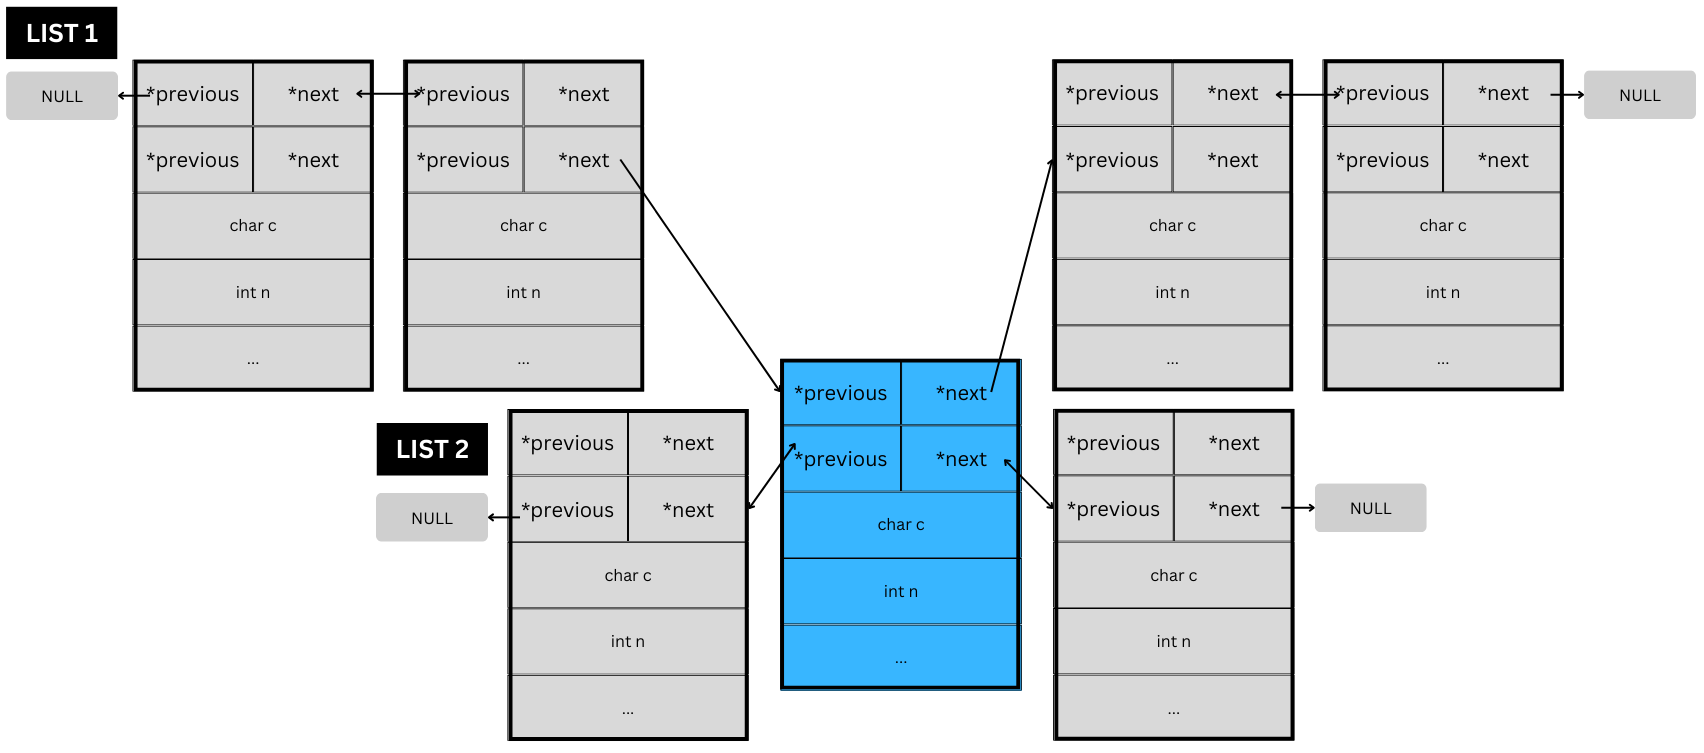 LIST 1
NULL
*previous *next
*previous *next
char c
int n
...
*previous *next
*previous *next
char c
int n
...
*previous *next
*previous *next
char c
int n
...
*previous *next
*previous *next
char c
int n
...
NULL
LIST 2
NULL
*previous *next
*previous *next
char c
int n
...
*previous *next
*previous *next
char c
int n
...
*previous *next
*previous *next
char c
int n
...
NULL